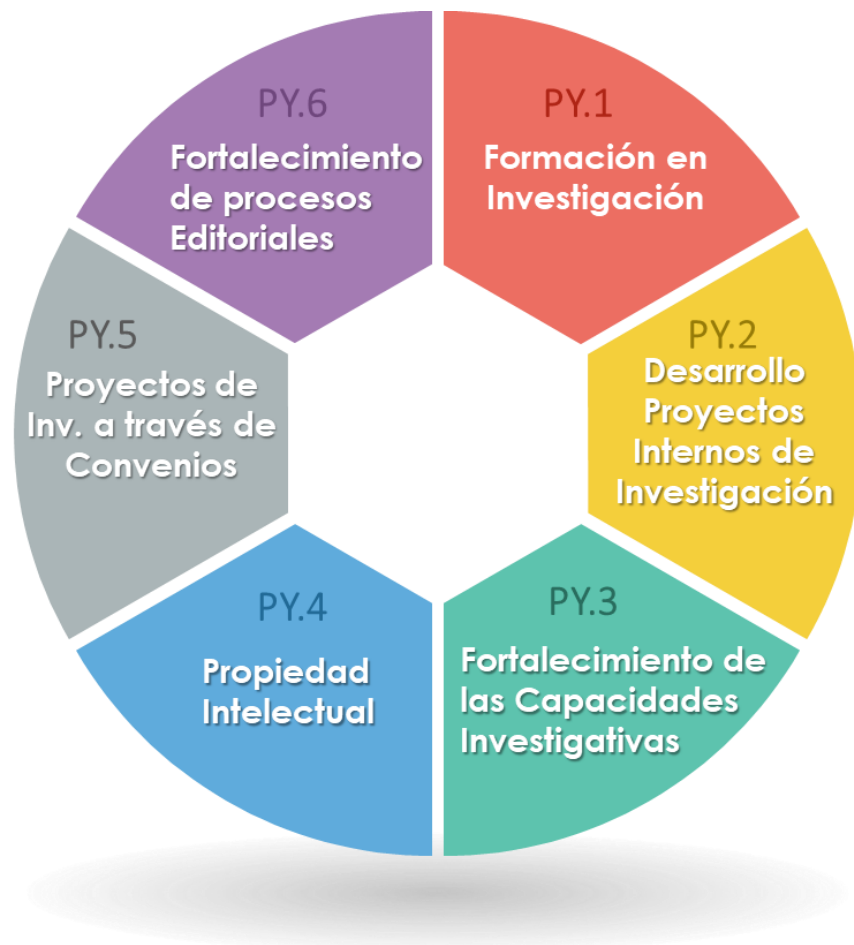 PY.1
Formación en
Investigación
PY.2
Desarrollo
Proyectos
Internos de
Investigación
PY.3
Fortalecimiento de
las Capacidades
Investigativas
PY.4
Propiedad
Intelectual
PY.5
Proyectos de
Inv. a través de
Convenios
PY.6
Fortalecimiento
de procesos
Editoriales